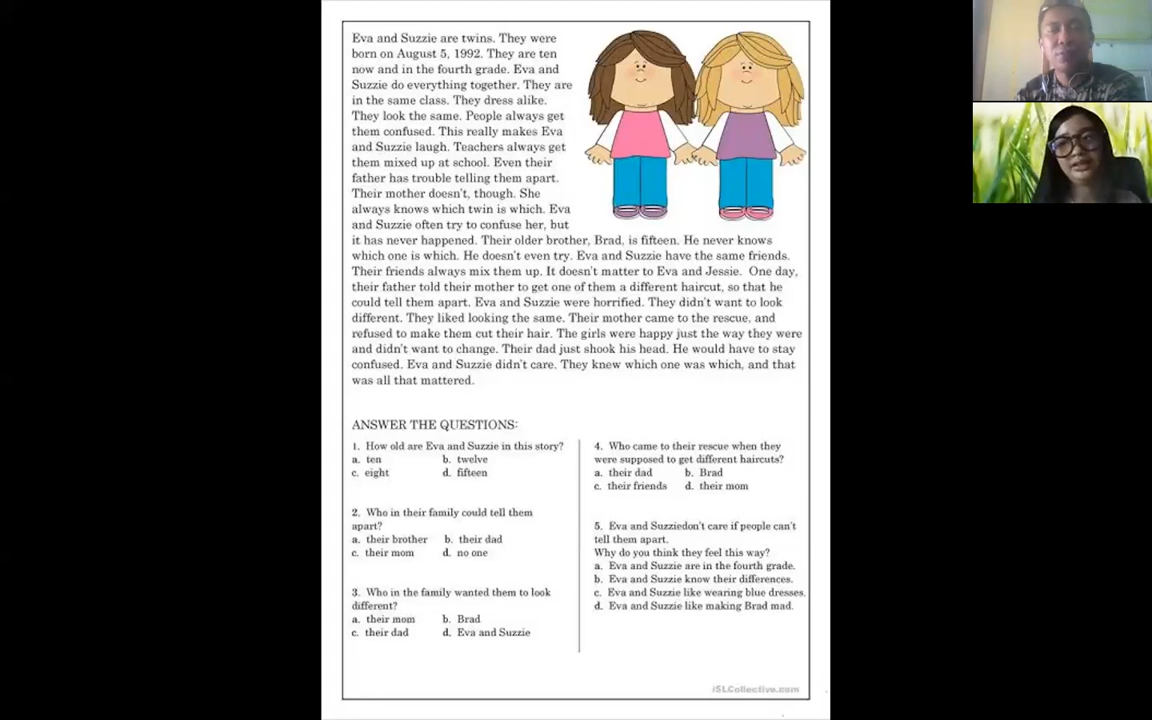 Eva and Suzzie are twins. They were
born on August 5, 1992. They are ten
now and in the fourth grade. Eva and
Suzzie do everything together. They are
in the same class. They dress alike.
They look the same. People always get
them confused. This really makes Eva
and Suzzie laugh. Teachers always get
them mixed up at school. Even their
father has trouble telling them apart.
Their mother doesn't, though. She
always knows which twin is which. Eva
and Suzzie often try to confuse her, but
it has never happened. Their older brother, Brad, is fifteen. He never knows
which one is which. He doesn't even try. Eva and Suzzie have the same friends.
Their friends always mix them up. It doesn't matter to Eva and Jessie. One day,
their father told their mother to get one of them a different haircut, so that he
could tell them apart. Eva and Suzzie were horrified. They didn't want to look
different. They liked looking the same. Their mother came to the rescue, and
refused to make them cut their hair. The girls were happy just the way they were
and didn't want to change. Their dad just shook his head. He would have to stay
confused. Eva and Suzzie didn't care. They knew which one was which, and that
was all that mattered.
ANSWER THE QUESTIONS:
1. How old are Eva and Suzzie in this story?
a. ten b. twelve
c. eight d. fifteen
2. Who in their family could tell them
apart?
a. their brother b. their dad
c. their mom d. no one
3. Who in the family wanted them to look
different?
a. their mom b. Brad
c. their dad d. Eva and Suzzie
4. Who came to their rescue when they
were supposed to get different haircuts?
a. their dad b. Brad
c. their friends d. their mom
5. Eva and Suzziedon't care if people can't
tell them apart.
Why do you think they feel this way?
a. Eva and Suzzie are in the fourth grade.
b. Eva and Suzzie know their differences.
c. Eva and Suzzie like wearing blue dresses.
d. Eva and Suzzie like making Brad mad.
iSLCollective.com